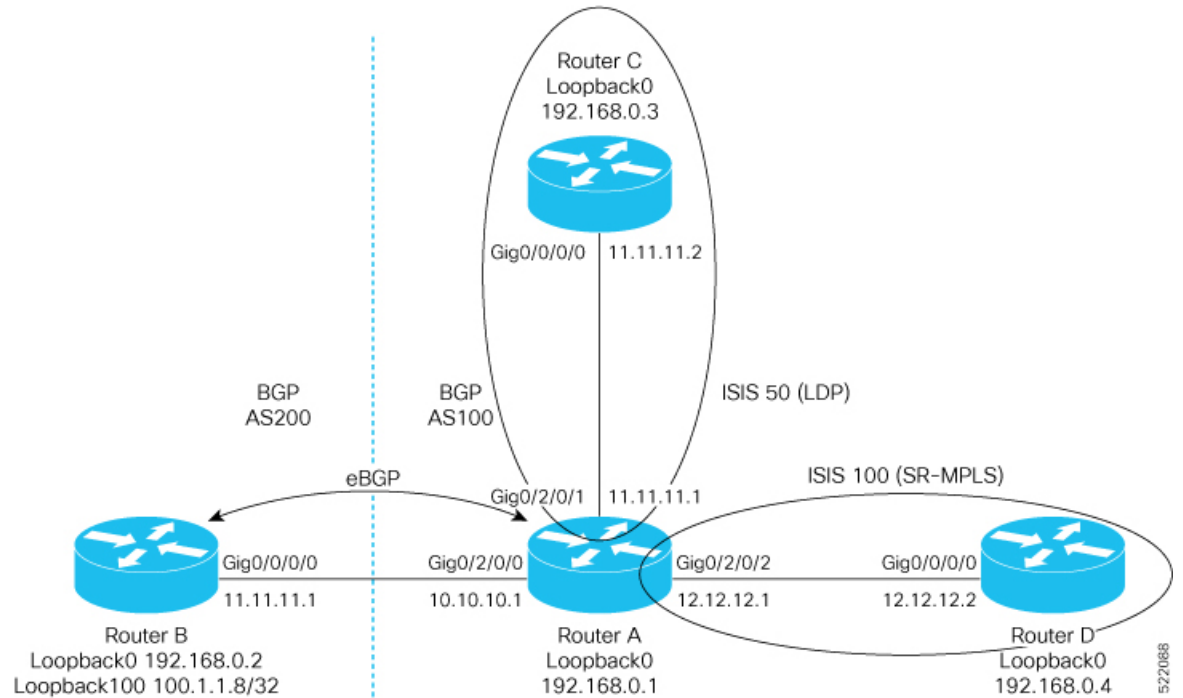 Router C
Loopback0
192.168.0.3
Gig0/0/0/0
11.11.11.2
BGP
AS200
BGP
AS100
ISIS 50 (LDP)
eBGP
Gig0/2/0/1
11.11.11.1
ISIS 100 (SR-MPLS)
Gig0/0/0/0
Gig0/2/0/0
Gig0/2/0/2
Gig0/0/0/0
11.11.11.1
10.10.10.1
12.12.12.1
12.12.12.2
Router B
Loopback0 192.168.0.2
Loopback100 100.1.1.8/32
Router A
Loopback0
192.168.0.1
Router D
Loopback0
192.168.0.4
522088